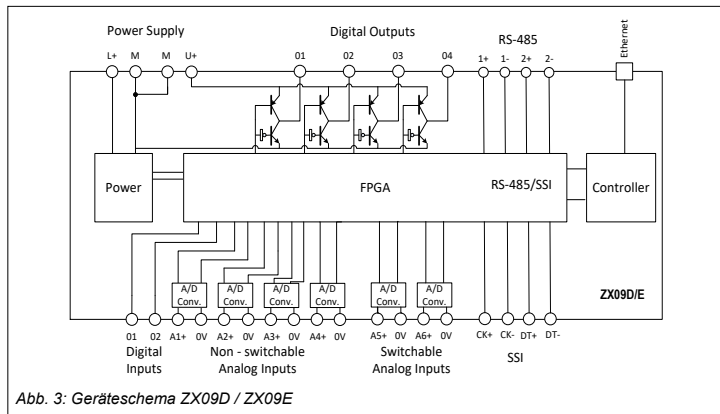 Power Supply Digital Outputs RS-485 Ethernet
L+ M M U+ 01 02 03 04 1+ 1- 2+ 2-
Power FPGA RS-485/SSI Controller
A/D Conv. A/D Conv. A/D Conv. A/D Conv. A/D Conv. A/D Conv.
ZX09D/E
01 02 A1+ 0V A2+ 0V A3+ 0V A4+ 0V A5+ 0V A6+ 0V CK+ CK- DT+ DT-
Digital Inputs
Non - switchable Analog Inputs
Switchable Analog Inputs
SSI
Abb. 3: Geräteschema ZX09D / ZX09E